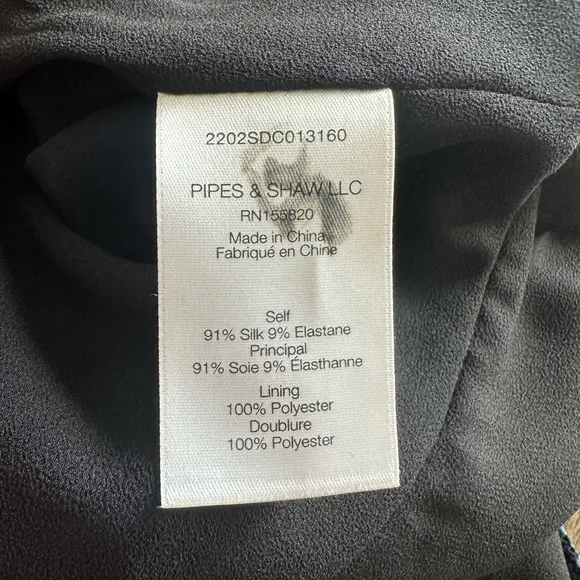 2202SDC013160
PIPES & SHAW LLC
RN155820
Made in China
Fabriqué en Chine
Self
91% Silk 9% Elastane
Principal
91% Soie 9% Élasthanne
Lining
100% Polyester
Doublure
100% Polyester